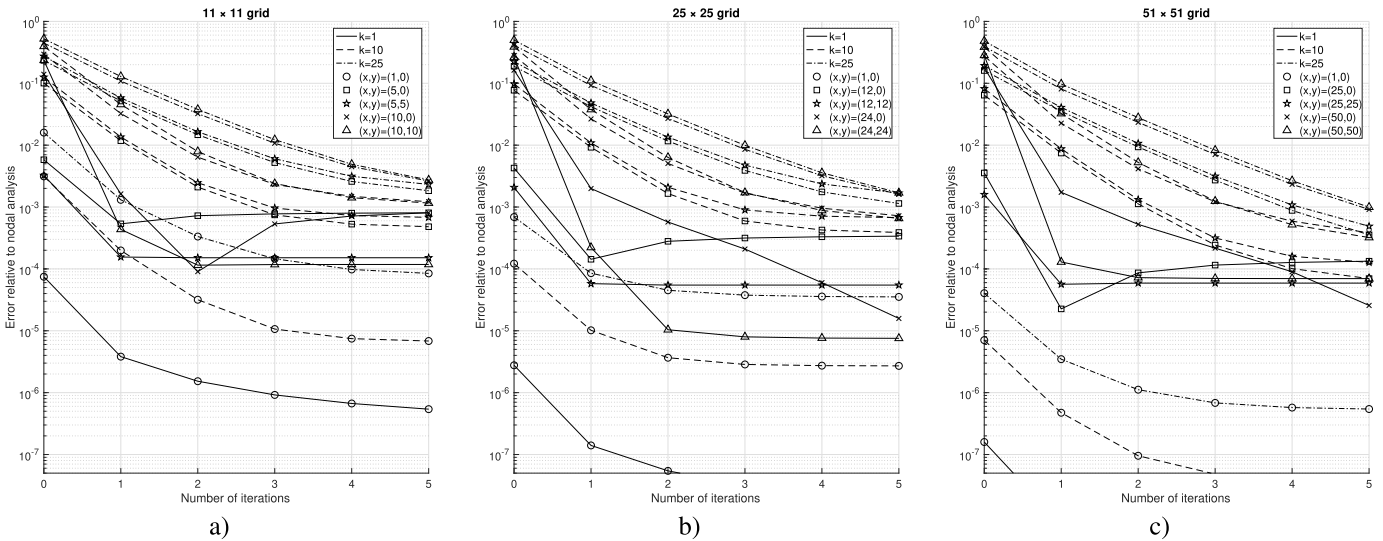 11 × 11 grid
Error relative to nodal analysis
10^0
10^-1
10^-2
10^-3
10^-4
10^-5
10^-6
10^-7
k=1
k=10
k=25
(x,y)=(1,0)
(x,y)=(5,0)
(x,y)=(5,5)
(x,y)=(10,0)
(x,y)=(10,10)
0 1 2 3 4 5
Number of iterations
a)
25 × 25 grid
Error relative to nodal analysis
10^0
10^-1
10^-2
10^-3
10^-4
10^-5
10^-6
10^-7
k=1
k=10
k=25
(x,y)=(1,0)
(x,y)=(12,0)
(x,y)=(12,12)
(x,y)=(24,0)
(x,y)=(24,24)
0 1 2 3 4 5
Number of iterations
b)
51 × 51 grid
Error relative to nodal analysis
10^0
10^-1
10^-2
10^-3
10^-4
10^-5
10^-6
10^-7
k=1
k=10
k=25
(x,y)=(1,0)
(x,y)=(25,0)
(x,y)=(25,25)
(x,y)=(50,0)
(x,y)=(50,50)
0 1 2 3 4 5
Number of iterations
c)